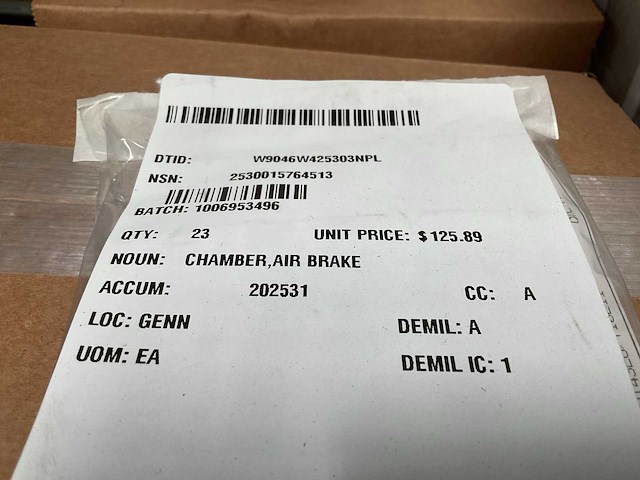 DTID: W9046W425303NPL
NSN: 2530015764513
BATCH: 1006953496
QTY: 23 UNIT PRICE: $125.89
NOUN: CHAMBER,AIR BRAKE
ACCUM: 202531 CC: A
LOC: GENN DEMIL: A
UOM: EA DEMIL IC: 1